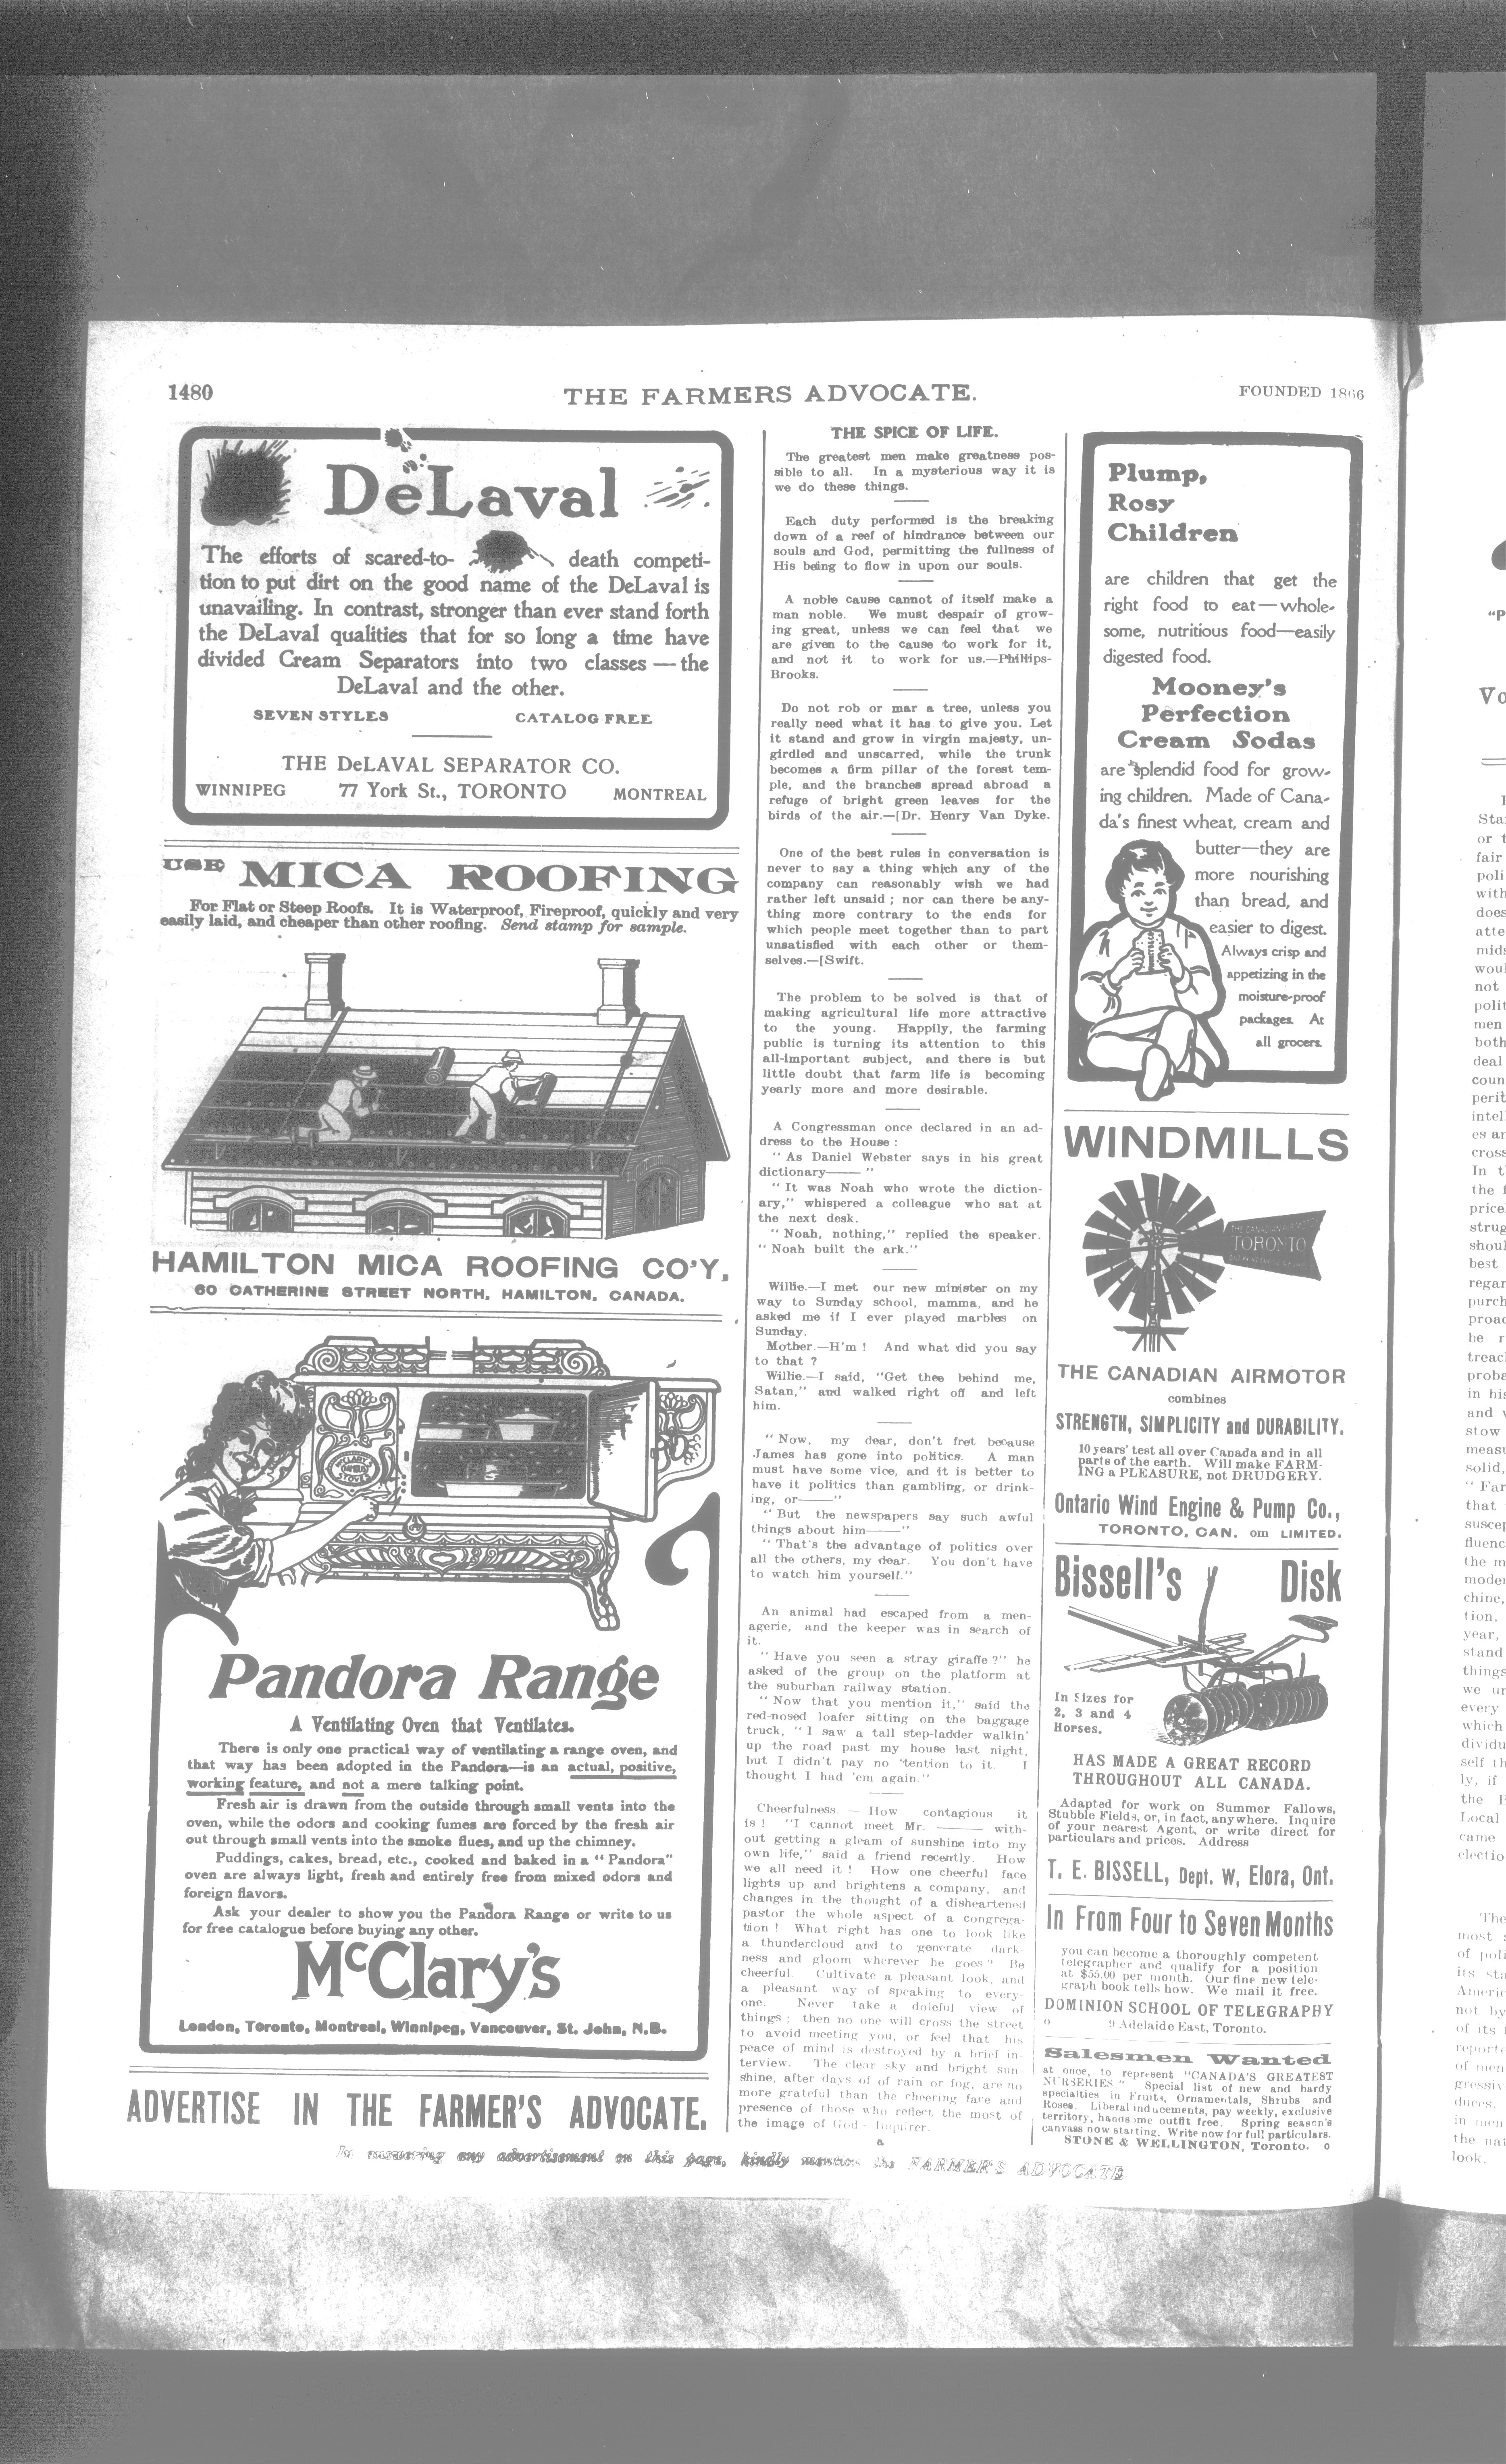 1480
THE FARMERS ADVOCATE.
FOUNDED 1866
DeLaval
The efforts of scared-to- death competi-
tion to put dirt on the good name of the DeLaval is
unavailing. In contrast, stronger than ever stand forth
the DeLaval qualities that for so long a time have
divided Cream Separators into two classes — the
DeLaval and the other.
SEVEN STYLES CATALOG FREE
THE DeLAVAL SEPARATOR CO.
WINNIPEG 77 York St., TORONTO MONTREAL
USE MICA ROOFING
For Flat or Steep Roofs. It is Waterproof, Fireproof, quickly and very
easily laid, and cheaper than other roofing. Send stamp for sample.
HAMILTON MICA ROOFING CO'Y,
60 CATHERINE STREET NORTH, HAMILTON, CANADA.
McCLARY'S
FAMOUS
STOVES
Pandora Range
A Ventilating Oven that Ventilates.
There is only one practical way of ventilating a range oven, and
that way has been adopted in the Pandora—is an actual, positive,
working feature, and not a mere talking point.
Fresh air is drawn from the outside through small vents into the
oven, while the odors and cooking fumes are forced by the fresh air
out through small vents into the smoke flues, and up the chimney.
Puddings, cakes, bread, etc., cooked and baked in a "Pandora"
oven are always light, fresh and entirely free from mixed odors and
foreign flavors.
Ask your dealer to show you the Pandora Range or write to us
for free catalogue before buying any other.
McClary's
London, Toronto, Montreal, Winnipeg, Vancouver, St. John, N.B.
ADVERTISE IN THE FARMER'S ADVOCATE.
THE SPICE OF LIFE.
The greatest men make greatness pos-
sible to all. In a mysterious way it is
we do these things.
Each duty performed is the breaking
down of a reef of hindrance between our
souls and God, permitting the fullness of
His being to flow in upon our souls.
A noble cause cannot of itself make a
man noble. We must despair of grow-
ing great, unless we can feel that we
are given to the cause to work for it,
and not it to work for us.—Phillips-
Brooks.
Do not rob or mar a tree, unless you
really need what it has to give you. Let
it stand and grow in virgin majesty, un-
girdled and unscarred, while the trunk
becomes a firm pillar of the forest tem-
ple, and the branches spread abroad a
refuge of bright green leaves for the
birds of the air.—[Dr. Henry Van Dyke.
One of the best rules in conversation is
never to say a thing which any of the
company can reasonably wish we had
rather left unsaid ; nor can there be any-
thing more contrary to the ends for
which people meet together than to part
unsatisfied with each other or them-
selves.—[Swift.
The problem to be solved is that of
making agricultural life more attractive
to the young. Happily, the farming
public is turning its attention to this
all-important subject, and there is but
little doubt that farm life is becoming
yearly more and more desirable.
A Congressman once declared in an ad-
dress to the House :
" As Daniel Webster says in his great
dictionary—— "
" It was Noah who wrote the diction-
ary," whispered a colleague who sat at
the next desk.
" Noah, nothing," replied the speaker.
" Noah built the ark."
Willie.—I met our new minister on my
way to Sunday school, mamma, and he
asked me if I ever played marbles on
Sunday.
Mother.—H'm ! And what did you say
to that ?
Willie.—I said, "Get thee behind me,
Satan," and walked right off and left
him.
" Now, my dear, don't fret because
James has gone into politics. A man
must have some vice, and it is better to
have it politics than gambling, or drink-
ing, or——"
" But the newspapers say such awful
things about him——"
" That's the advantage of politics over
all the others, my dear. You don't have
to watch him yourself."
An animal had escaped from a men-
agerie, and the keeper was in search of
it.
" Have you seen a stray giraffe ?" he
asked of the group on the platform at
the suburban railway station.
" Now that you mention it," said the
red-nosed loafer sitting on the baggage
truck, " I saw a tall step-ladder walkin'
up the road past my house last night,
but I didn't pay no 'tention to it. I
thought I had 'em again."
Cheerfulness. — How contagious it
is ! "I cannot meet Mr. —— with-
out getting a gleam of sunshine into my
own life," said a friend recently. How
we all need it ! How one cheerful face
lights up and brightens a company, and
changes in the thought of a disheartened
pastor the whole aspect of a congrega-
tion ! What right has one to look like
a thundercloud and to generate dark-
ness and gloom wherever he goes ? Be
cheerful. Cultivate a pleasant look, and
a pleasant way of speaking to every-
one. Never take a doleful view of
things ; then no one will cross the street
to avoid meeting you, or feel that his
peace of mind is destroyed by a brief in-
terview. The clear sky and bright sun-
shine, after days of of rain or fog, are no
more grateful than the cheering face and
presence of those who reflect the most of
the image of God - Inquirer.
Plump,
Rosy
Children
are children that get the
right food to eat—whole-
some, nutritious food—easily
digested food.
Mooney's
Perfection
Cream Sodas
are splendid food for grow-
ing children. Made of Cana-
da's finest wheat, cream and
butter—they are
more nourishing
than bread, and
easier to digest.
Always crisp and
appetizing in the
moisture-proof
packages. At
all grocers.
WINDMILLS
TORONTO
THE CANADIAN AIRMOTOR
combines
STRENGTH, SIMPLICITY and DURABILITY.
10 years' test all over Canada and in all
parts of the earth. Will make FARM-
ING a PLEASURE, not DRUDGERY.
Ontario Wind Engine & Pump Co.,
TORONTO, CAN. om LIMITED.
Bissell's Disk
In Sizes for
2, 3 and 4
Horses.
HAS MADE A GREAT RECORD
THROUGHOUT ALL CANADA.
Adapted for work on Summer Fallows,
Stubble Fields, or, in fact, anywhere. Inquire
of your nearest Agent, or write direct for
particulars and prices. Address
T. E. BISSELL, Dept. W, Elora, Ont.
In From Four to Seven Months
you can become a thoroughly competent
telegrapher and qualify for a position
at $55.00 per month. Our fine new tele-
graph book tells how. We mail it free.
DOMINION SCHOOL OF TELEGRAPHY
o 9 Adelaide East, Toronto.
Salesmen Wanted
at once, to represent "CANADA'S GREATEST
NURSERIES" Special list of new and hardy
specialties in Fruits, Ornamentals, Shrubs and
Roses. Liberal inducements, pay weekly, exclusive
territory, handsome outfit free. Spring season's
canvass now starting. Write now for full particulars.
STONE & WELLINGTON, Toronto. o
In answering any advertisement on this page, kindly mention the FARMER'S ADVOCATE